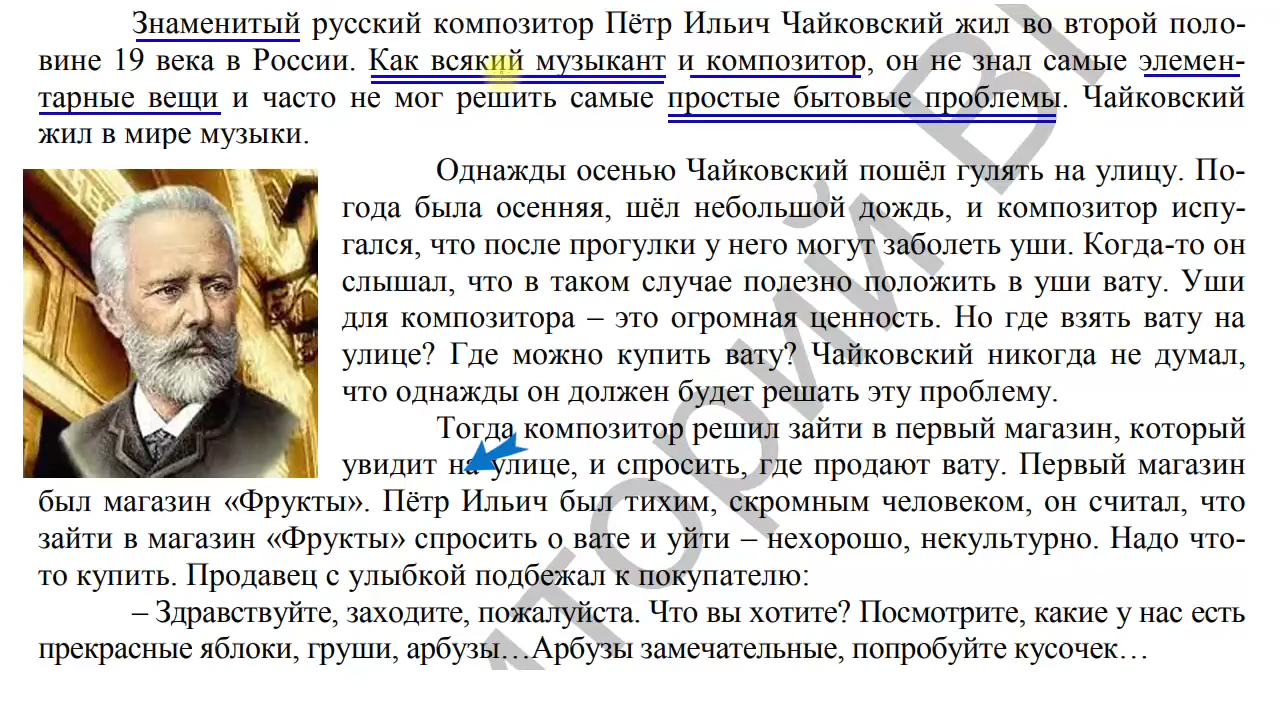 Знаменитый русский композитор Пётр Ильич Чайковский жил во второй поло-
вине 19 века в России. Как всякий музыкант и композитор, он не знал самые элемен-
тарные вещи и часто не мог решить самые простые бытовые проблемы. Чайковский
жил в мире музыки.
Однажды осенью Чайковский пошёл гулять на улицу. По-
года была осенняя, шёл небольшой дождь, и композитор испу-
гался, что после прогулки у него могут заболеть уши. Когда-то он
слышал, что в таком случае полезно положить в уши вату. Уши
для композитора – это огромная ценность. Но где взять вату на
улице? Где можно купить вату? Чайковский никогда не думал,
что однажды он должен будет решать эту проблему.
Тогда композитор решил зайти в первый магазин, который
увидит на улице, и спросить, где продают вату. Первый магазин
был магазин «Фрукты». Пётр Ильич был тихим, скромным человеком, он считал, что
зайти в магазин «Фрукты» спросить о вате и уйти – нехорошо, некультурно. Надо что-
то купить. Продавец с улыбкой подбежал к покупателю:
– Здравствуйте, заходите, пожалуйста. Что вы хотите? Посмотрите, какие у нас есть
прекрасные яблоки, груши, арбузы…Арбузы замечательные, попробуйте кусочек…